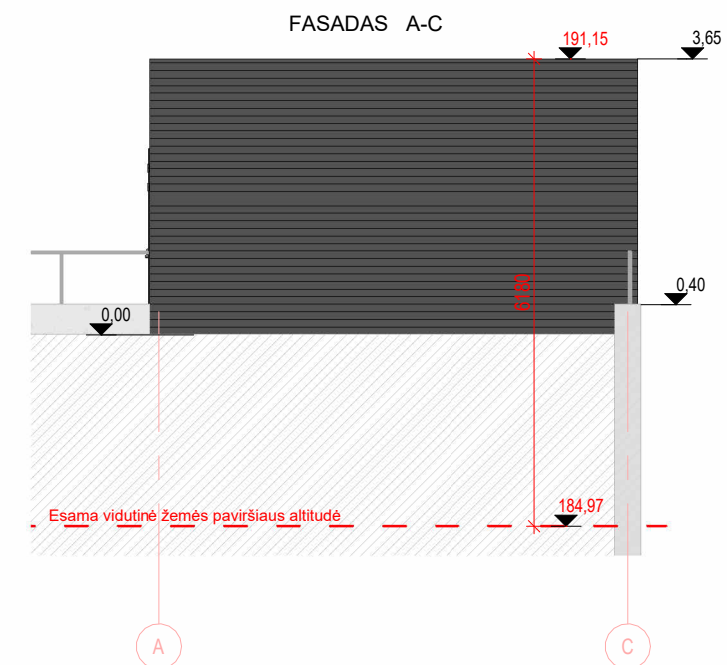 FASADAS A-C
191,15
3,65
6180
0,40
0,00
184,97
Esama vidutinė žemės paviršiaus altitudė
A
C